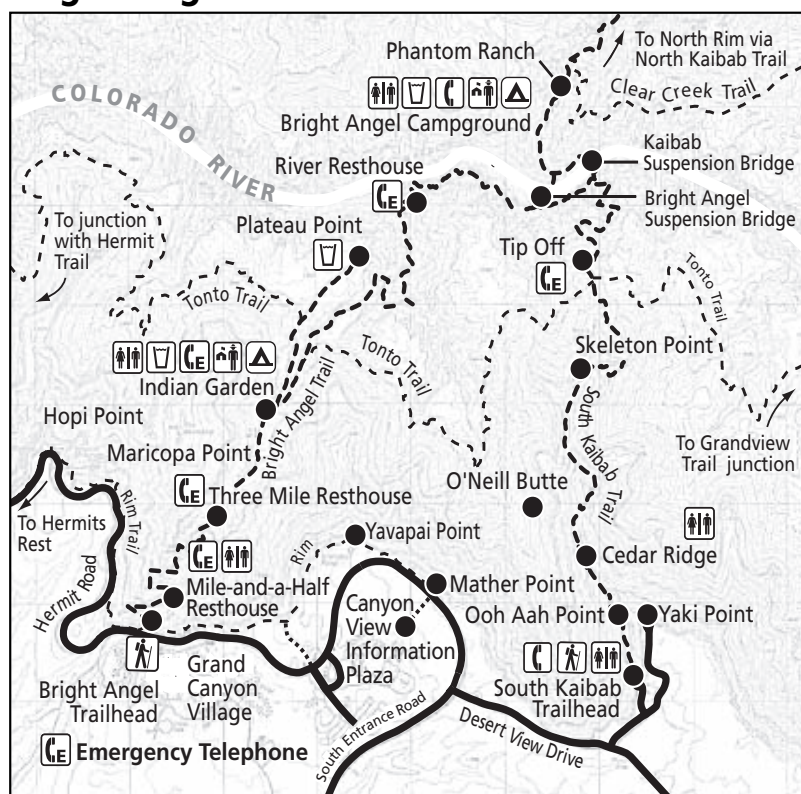 Phantom Ranch
To North Rim via
North Kaibab Trail
Clear Creek Trail
Bright Angel Campground
COLORADO
RIVER
River Resthouse
E
Kaibab
Suspension Bridge
Bright Angel
Suspension Bridge
To junction
with Hermit
Trail
Plateau Point
Tip Off
E
Tonto Trail
Tonto
Trail
Tonto
Trail
E
Indian Garden
Skeleton Point
Bright Angel Trail
South Kaibab Trail
Hopi Point
Maricopa Point
To Grandview
Trail junction
O'Neill Butte
E
Three Mile Resthouse
To Hermits
Rest
Rim Trail
Yavapai Point
Rim
E
Cedar Ridge
Mile-and-a-Half
Resthouse
Mather Point
Hermit Road
Canyon
View
Information
Plaza
Ooh Aah Point
Yaki Point
Bright Angel
Trailhead
Grand
Canyon
Village
South Kaibab
Trailhead
South Entrance Road
Desert View Drive
E
Emergency Telephone